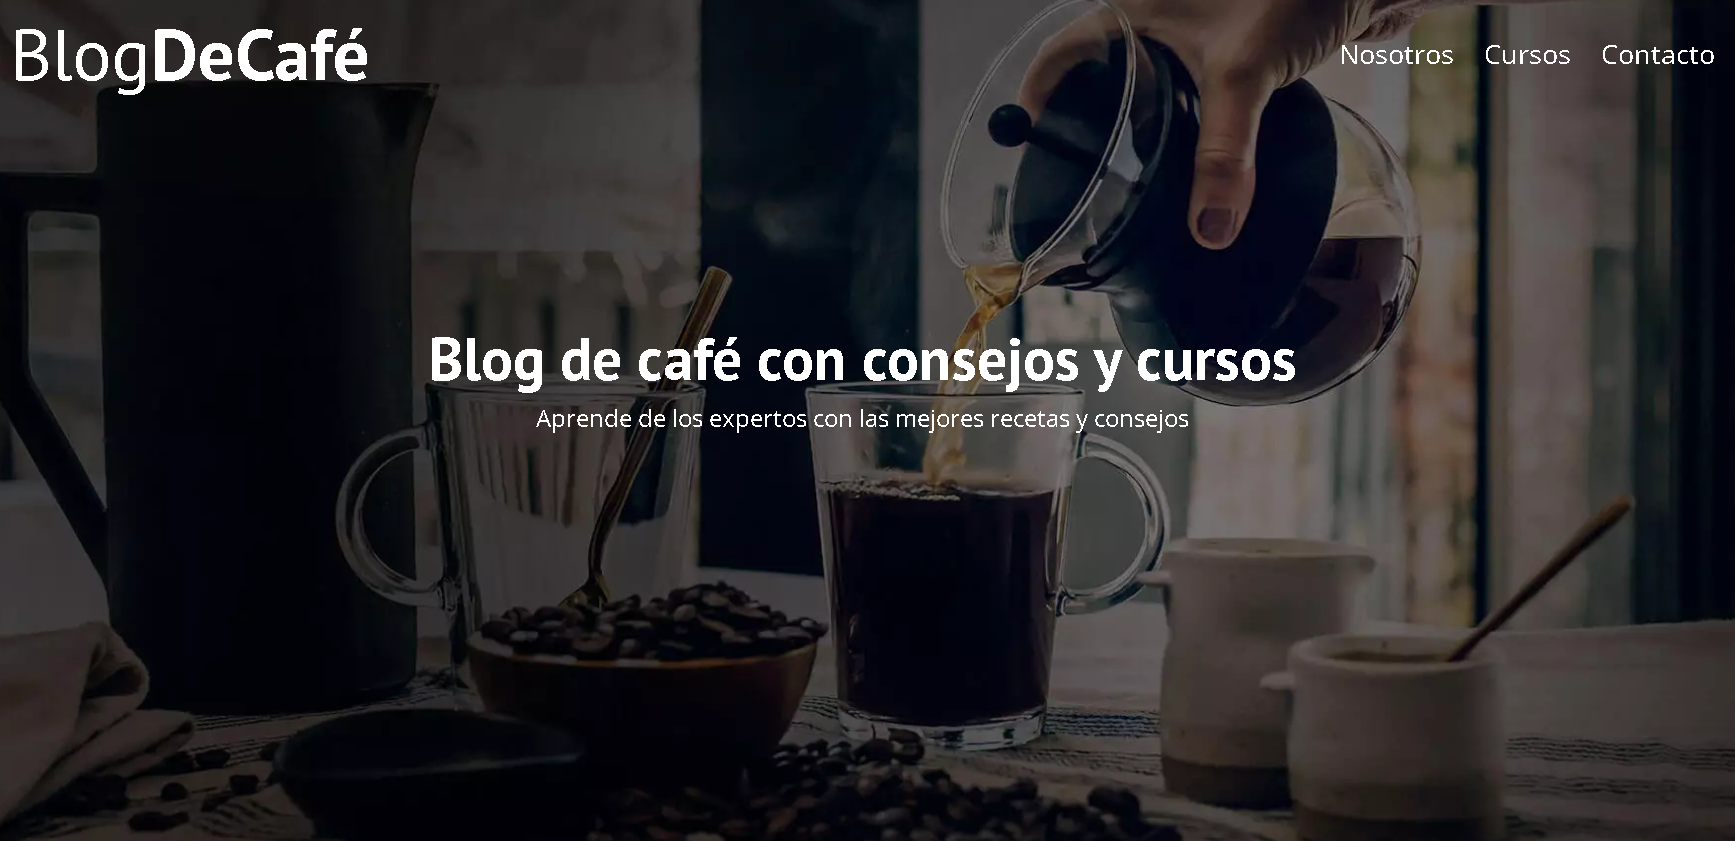 BlogDeCafé
Nosotros Cursos Contacto
Blog de café con consejos y cursos
Aprende de los expertos con las mejores recetas y consejos